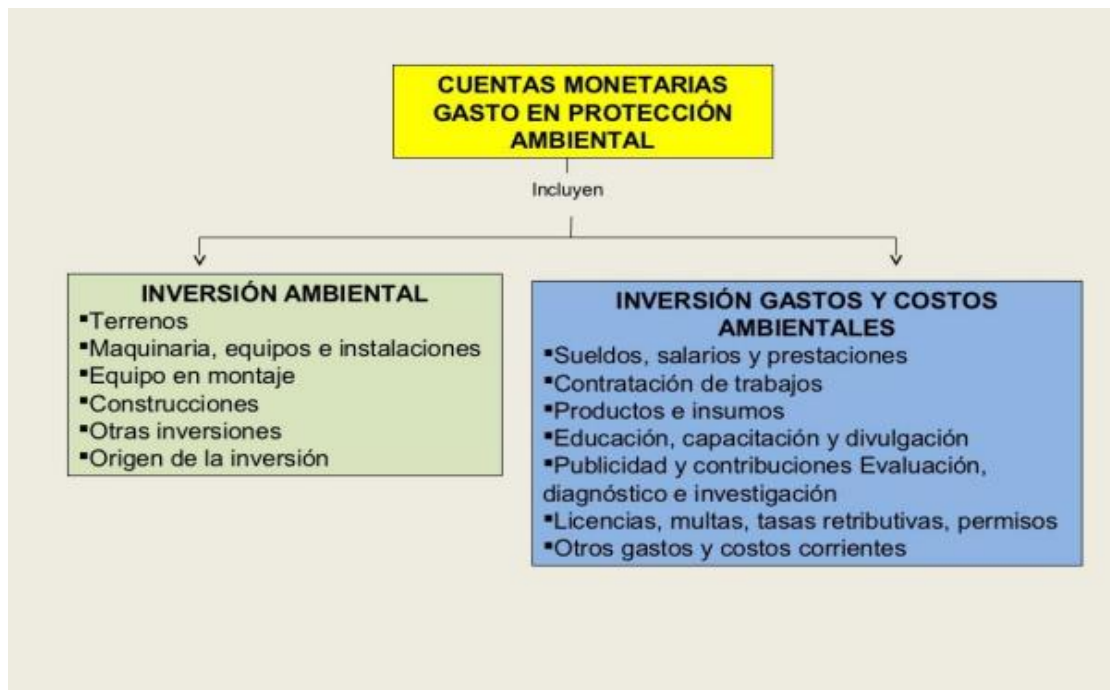 CUENTAS MONETARIAS
GASTO EN PROTECCIÓN
AMBIENTAL
Incluyen
INVERSIÓN AMBIENTAL
▪Terrenos
▪Maquinaria, equipos e instalaciones
▪Equipo en montaje
▪Construcciones
▪Otras inversiones
▪Origen de la inversión
INVERSIÓN GASTOS Y COSTOS
AMBIENTALES
▪Sueldos, salarios y prestaciones
▪Contratación de trabajos
▪Productos e insumos
▪Educación, capacitación y divulgación
▪Publicidad y contribuciones Evaluación,
diagnóstico e investigación
▪Licencias, multas, tasas retributivas, permisos
▪Otros gastos y costos corrientes